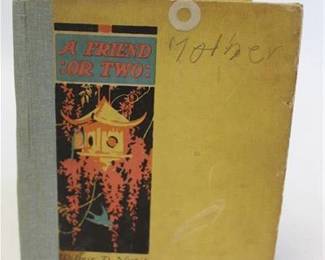 A FRIEND
:OR TWO:
Mother